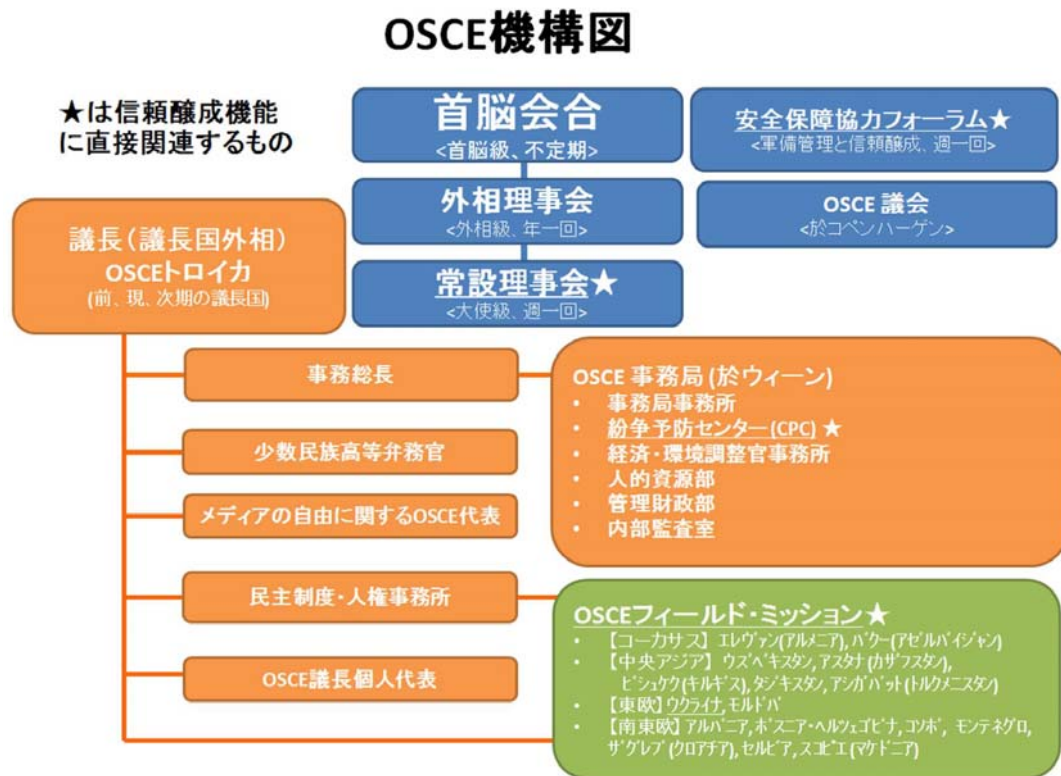 OSCE機構図
★は信頼醸成機能
に直接関連するもの
首脳会合
<首脳級、不定期>
安全保障協力フォーラム★
<軍備管理と信頼醸成、週一回>
外相理事会
<外相級、年一回>
OSCE 議会
<於コペンハーゲン>
常設理事会★
<大使級、週一回>
議長(議長国外相)
OSCEトロイカ
(前、現、次期の議長国)
事務総長
少数民族高等弁務官
メディアの自由に関するOSCE代表
民主制度・人権事務所
OSCE議長個人代表
OSCE 事務局 (於ウィーン)
• 事務局事務所
• 紛争予防センター(CPC) ★
• 経済・環境調整官事務所
• 人的資源部
• 管理財政部
• 内部監査室
OSCEフィールド・ミッション★
• 【コーカサス】 エレヴァン(アルメニア), バクー(アゼルバイジャン)
• 【中央アジア】 ウズベキスタン, アスタナ(カザフスタン),
ビシュケク(キルギス), タジキスタン, アシガバット(トルクメニスタン)
• 【東欧】 ウクライナ, モルドバ
• 【南東欧】 アルバニア, ボスニア・ヘルツェゴビナ, コソボ, モンテネグロ,
ザグレブ(クロアチア), セルビア, スコピエ(マケドニア)